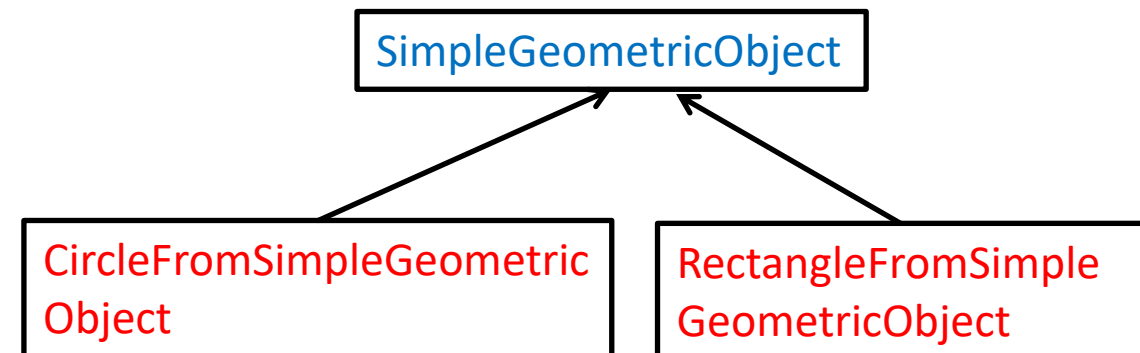 SimpleGeometricObject
CircleFromSimpleGeometric
Object
RectangleFromSimple
GeometricObject